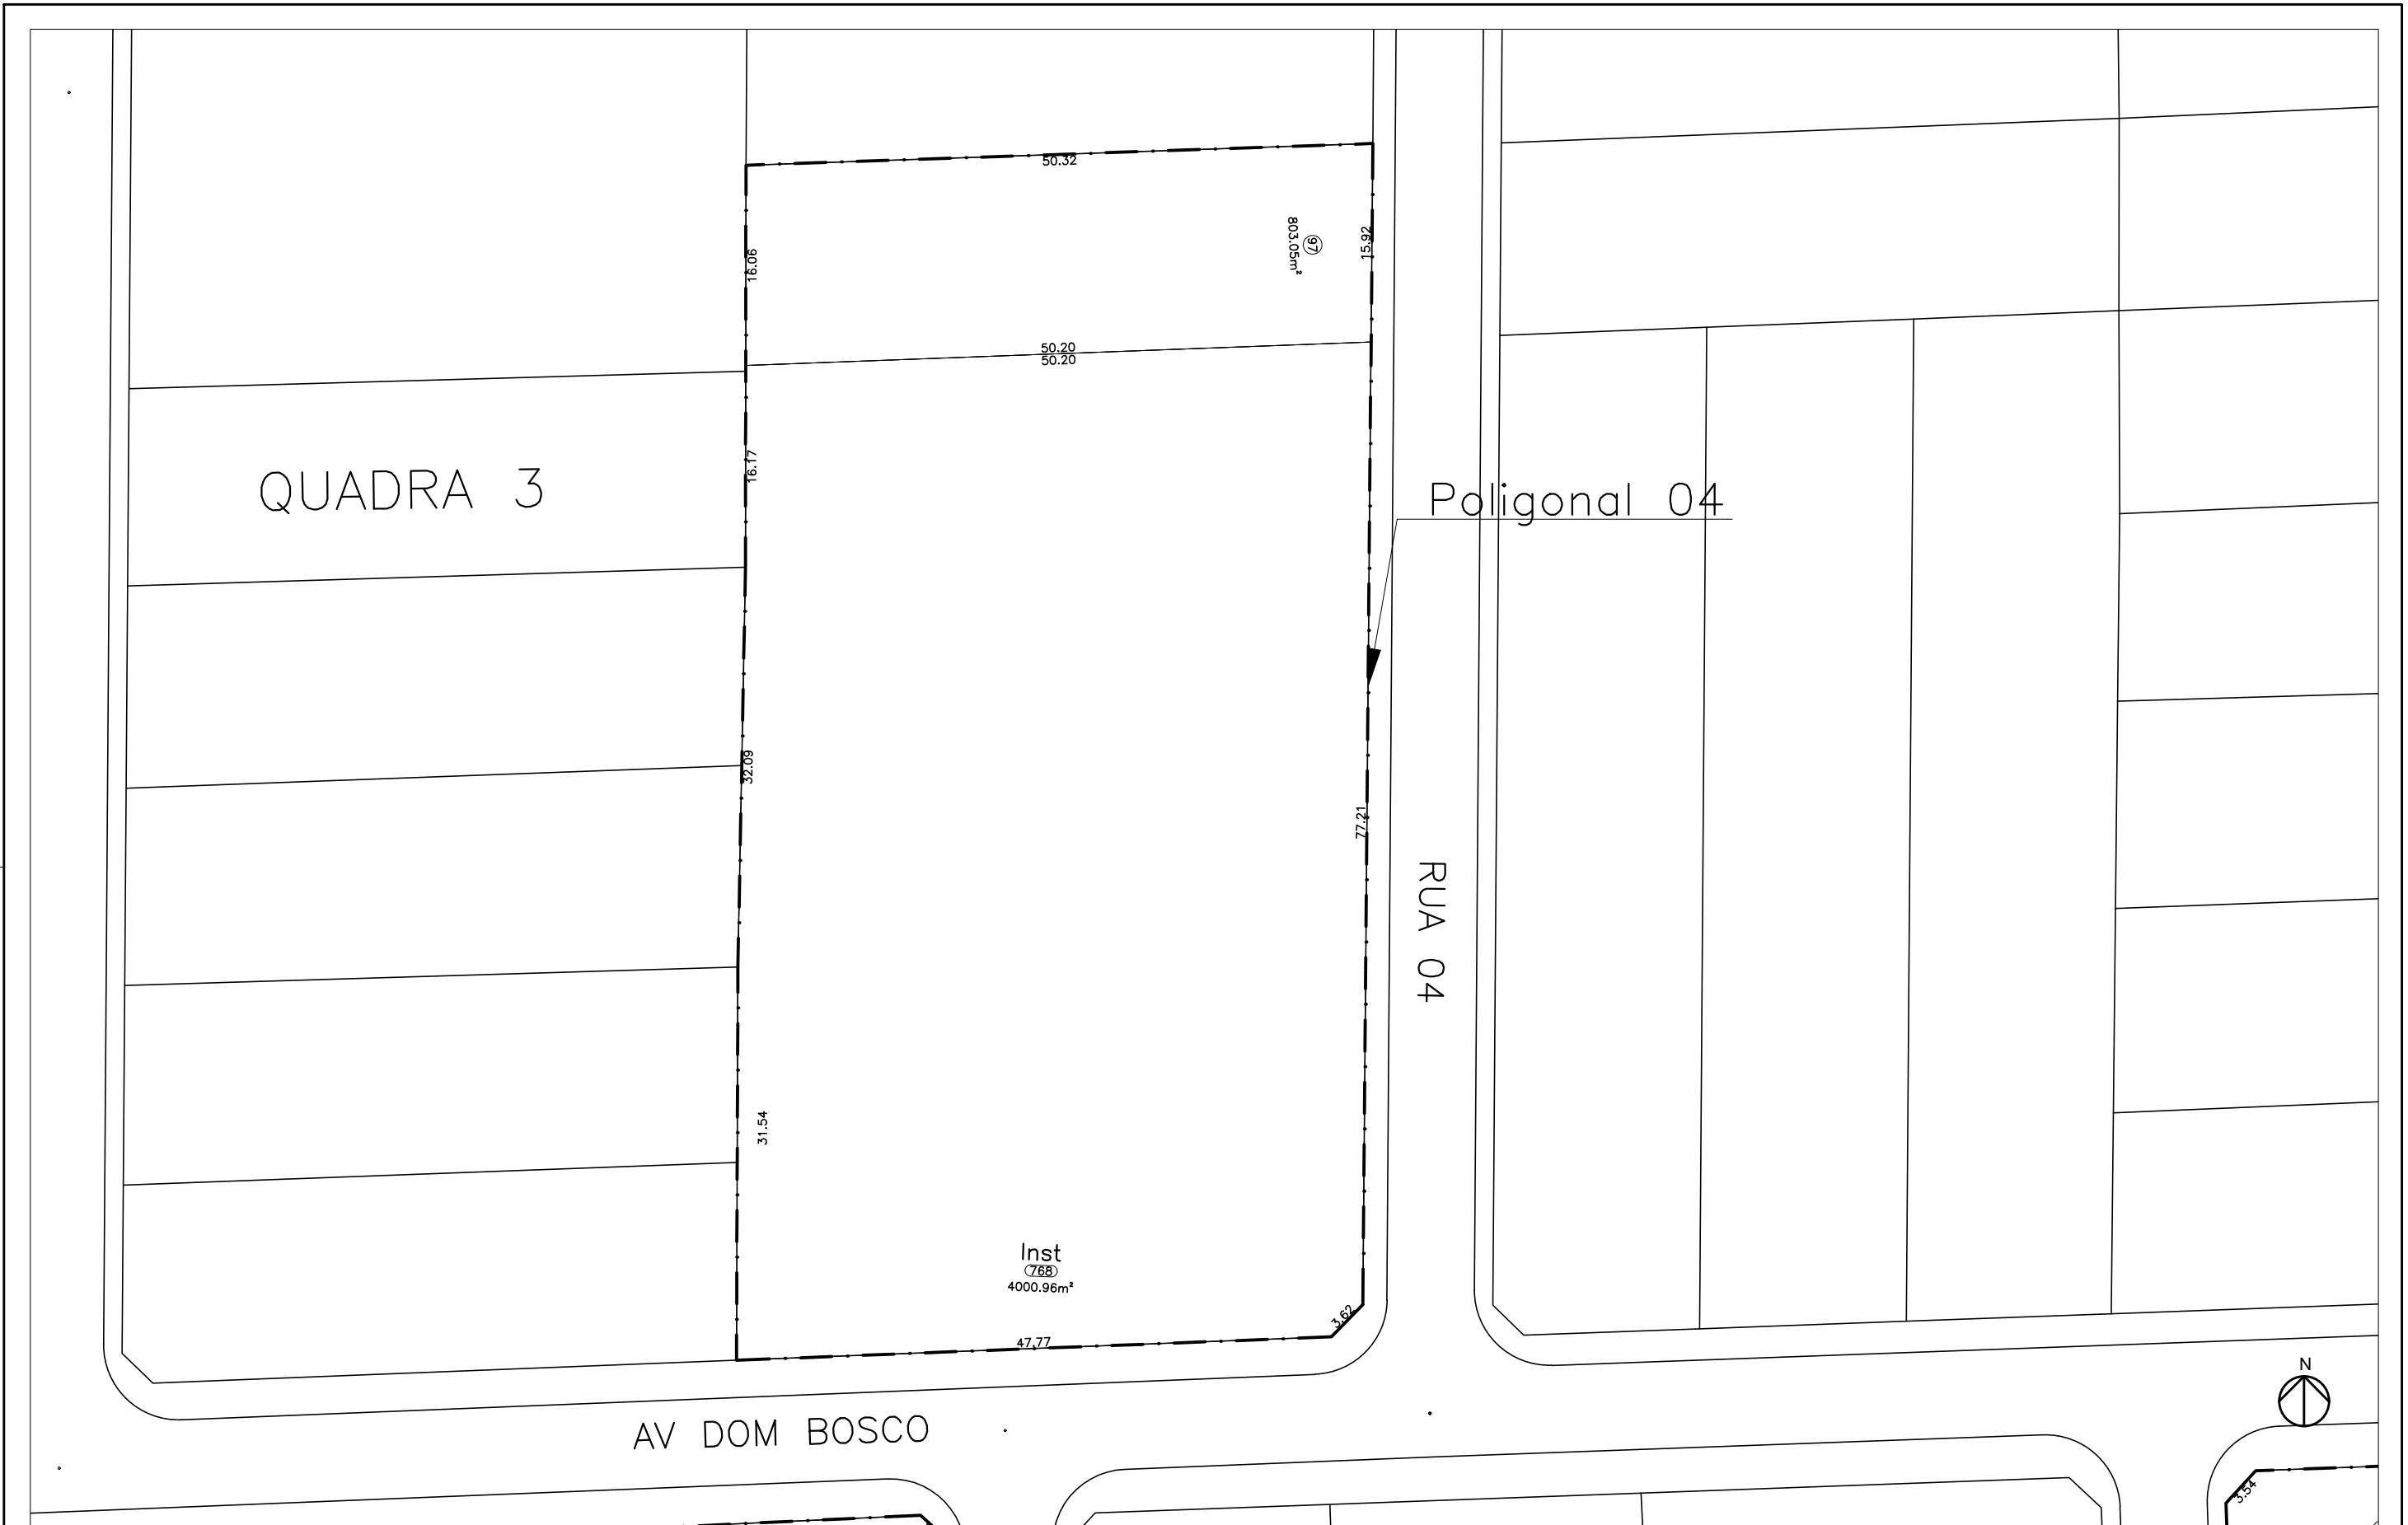 50.32
16.06
803.05m²
97
15.92
50.20
50.20
QUADRA 3
16.17
Poligonal 04
32.09
77.21
RUA 04
31.54
Inst
768
4000.96m²
3.62
47.77
N
AV DOM BOSCO
3.54